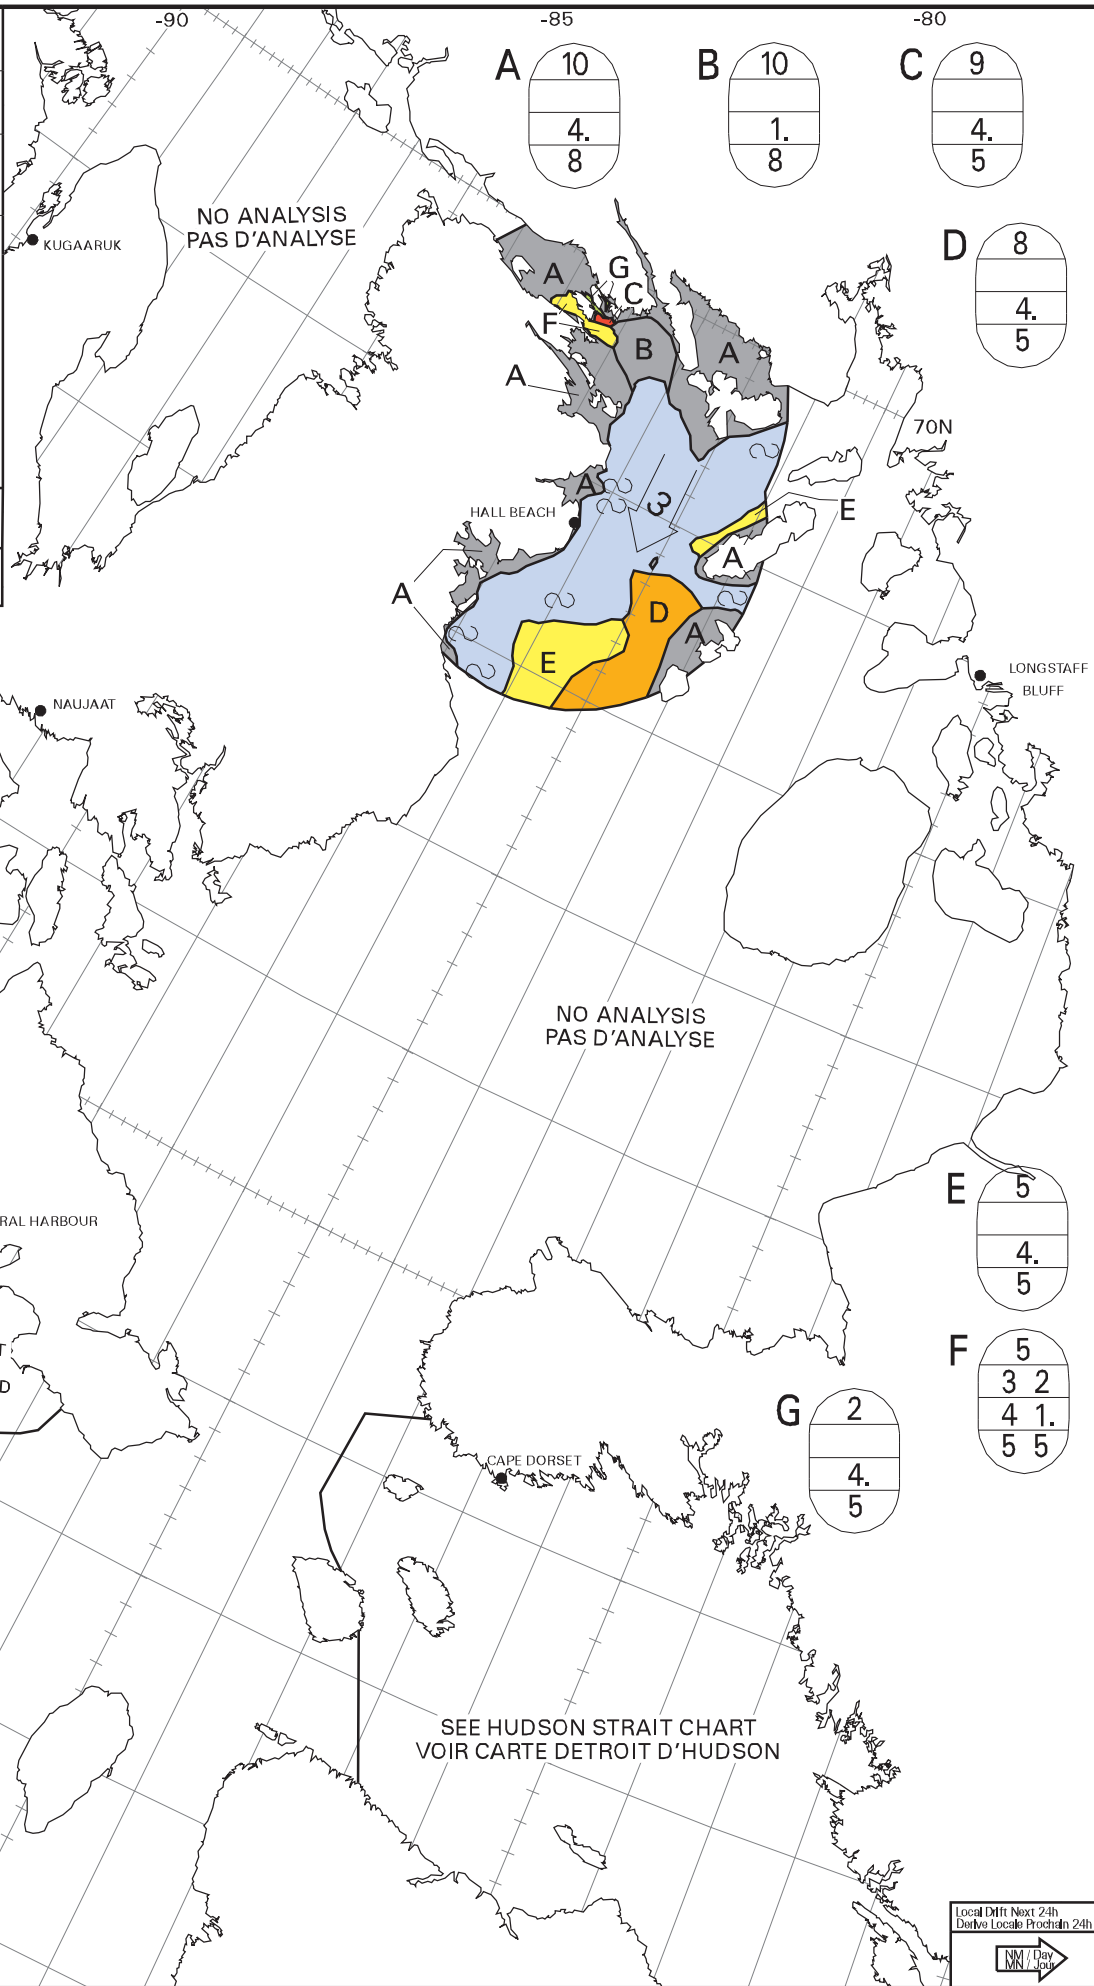 -90
-85
-80
A
10
4.
8
B
10
1.
8
C
9
4.
5
D
8
4.
5
NO ANALYSIS
PAS D'ANALYSE
KUGAARUK
A
G
C
F
B
A
A
70N
A
3
HALL BEACH
E
A
A
D
A
E
LONGSTAFF
BLUFF
NAUJAAT
NO ANALYSIS
PAS D'ANALYSE
E
5
4.
5
RAL HARBOUR
F
5
3 2
4 1.
5 5
T
D
G
2
4.
5
CAPE DORSET
SEE HUDSON STRAIT CHART
VOIR CARTE DETROIT D'HUDSON
Local Drift Next 24h
Derive Locale Prochain 24h
NM / Day
MN / Jour